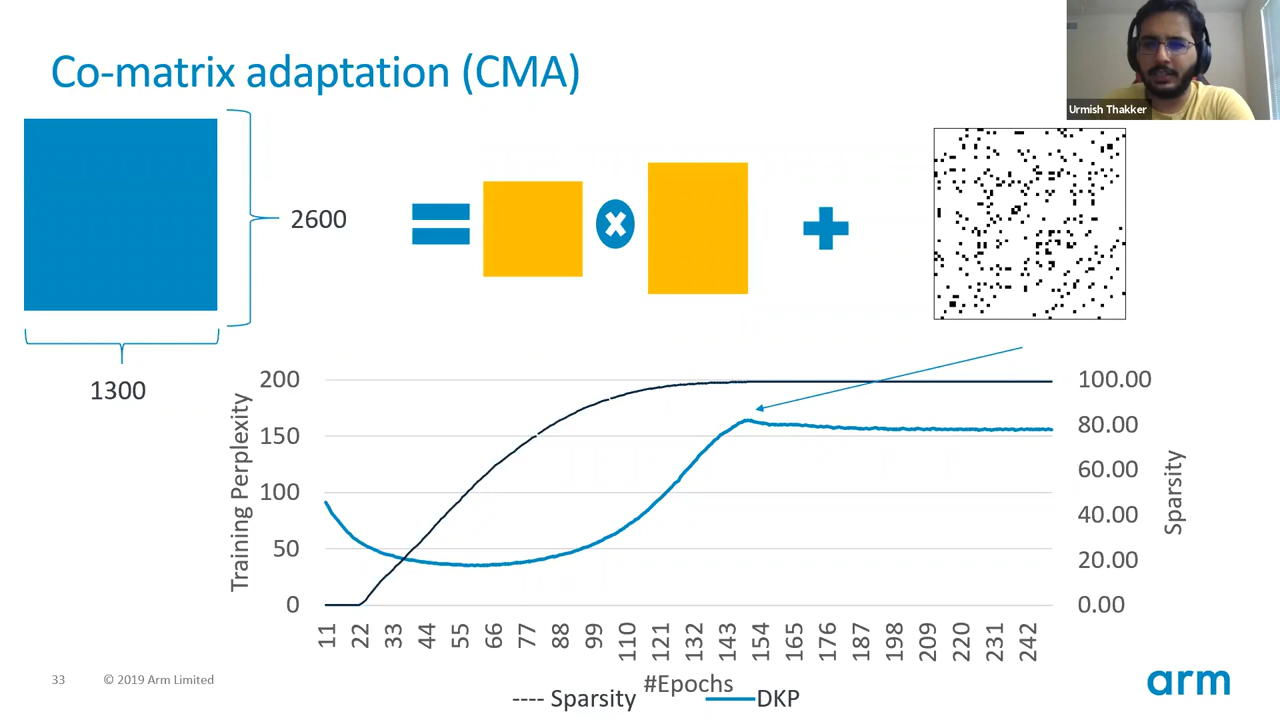 Co-matrix adaptation (CMA)
Urmish Thakker
2600
1300
Training Perplexity
200
150
100
50
0
100.00
80.00
60.00
40.00
20.00
0.00
Sparsity
11 22 33 44 55 66 77 88 99 110 121 132 143 154 165 176 187 198 209 220 231 242
#Epochs
---- Sparsity DKP
33 © 2019 Arm Limited
arm